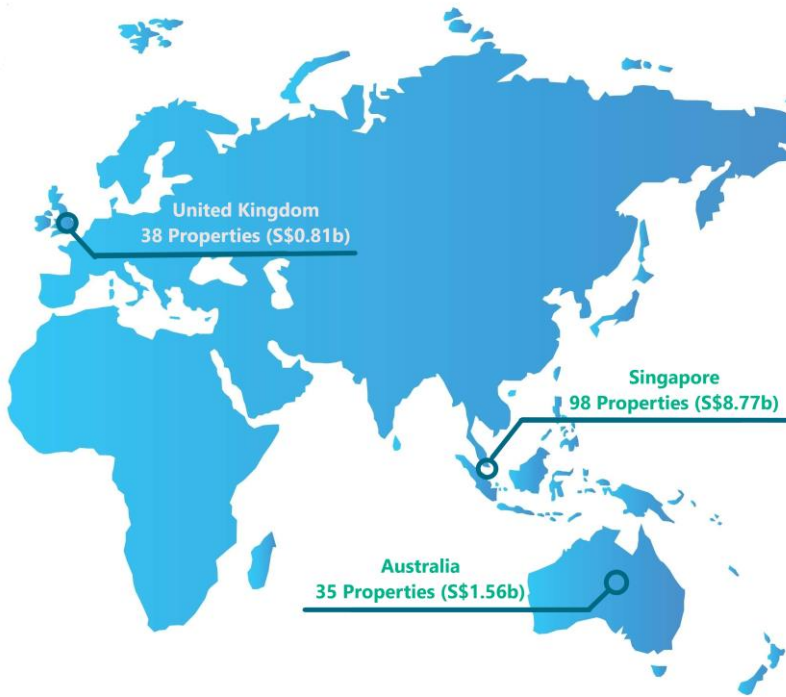 United Kingdom
38 Properties (S$0.81b)
Singapore
98 Properties (S$8.77b)
Australia
35 Properties (S$1.56b)